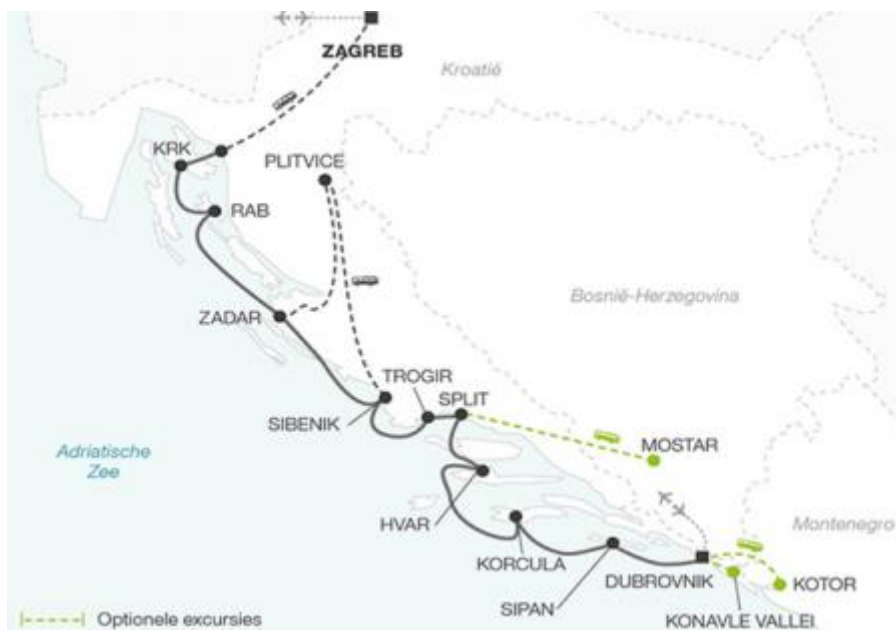 ZAGREB
Kroatië
KRK
PLITVICE
RAB
Bosnië-Herzegovina
ZADAR
TROGIR
SPLIT
SIBENIK
MOSTAR
Adriatische
Zee
HVAR
Montenegro
KORCULA
DUBROVNIK
KOTOR
SIPAN
KONAVLE VALLEI
Optionele excursies